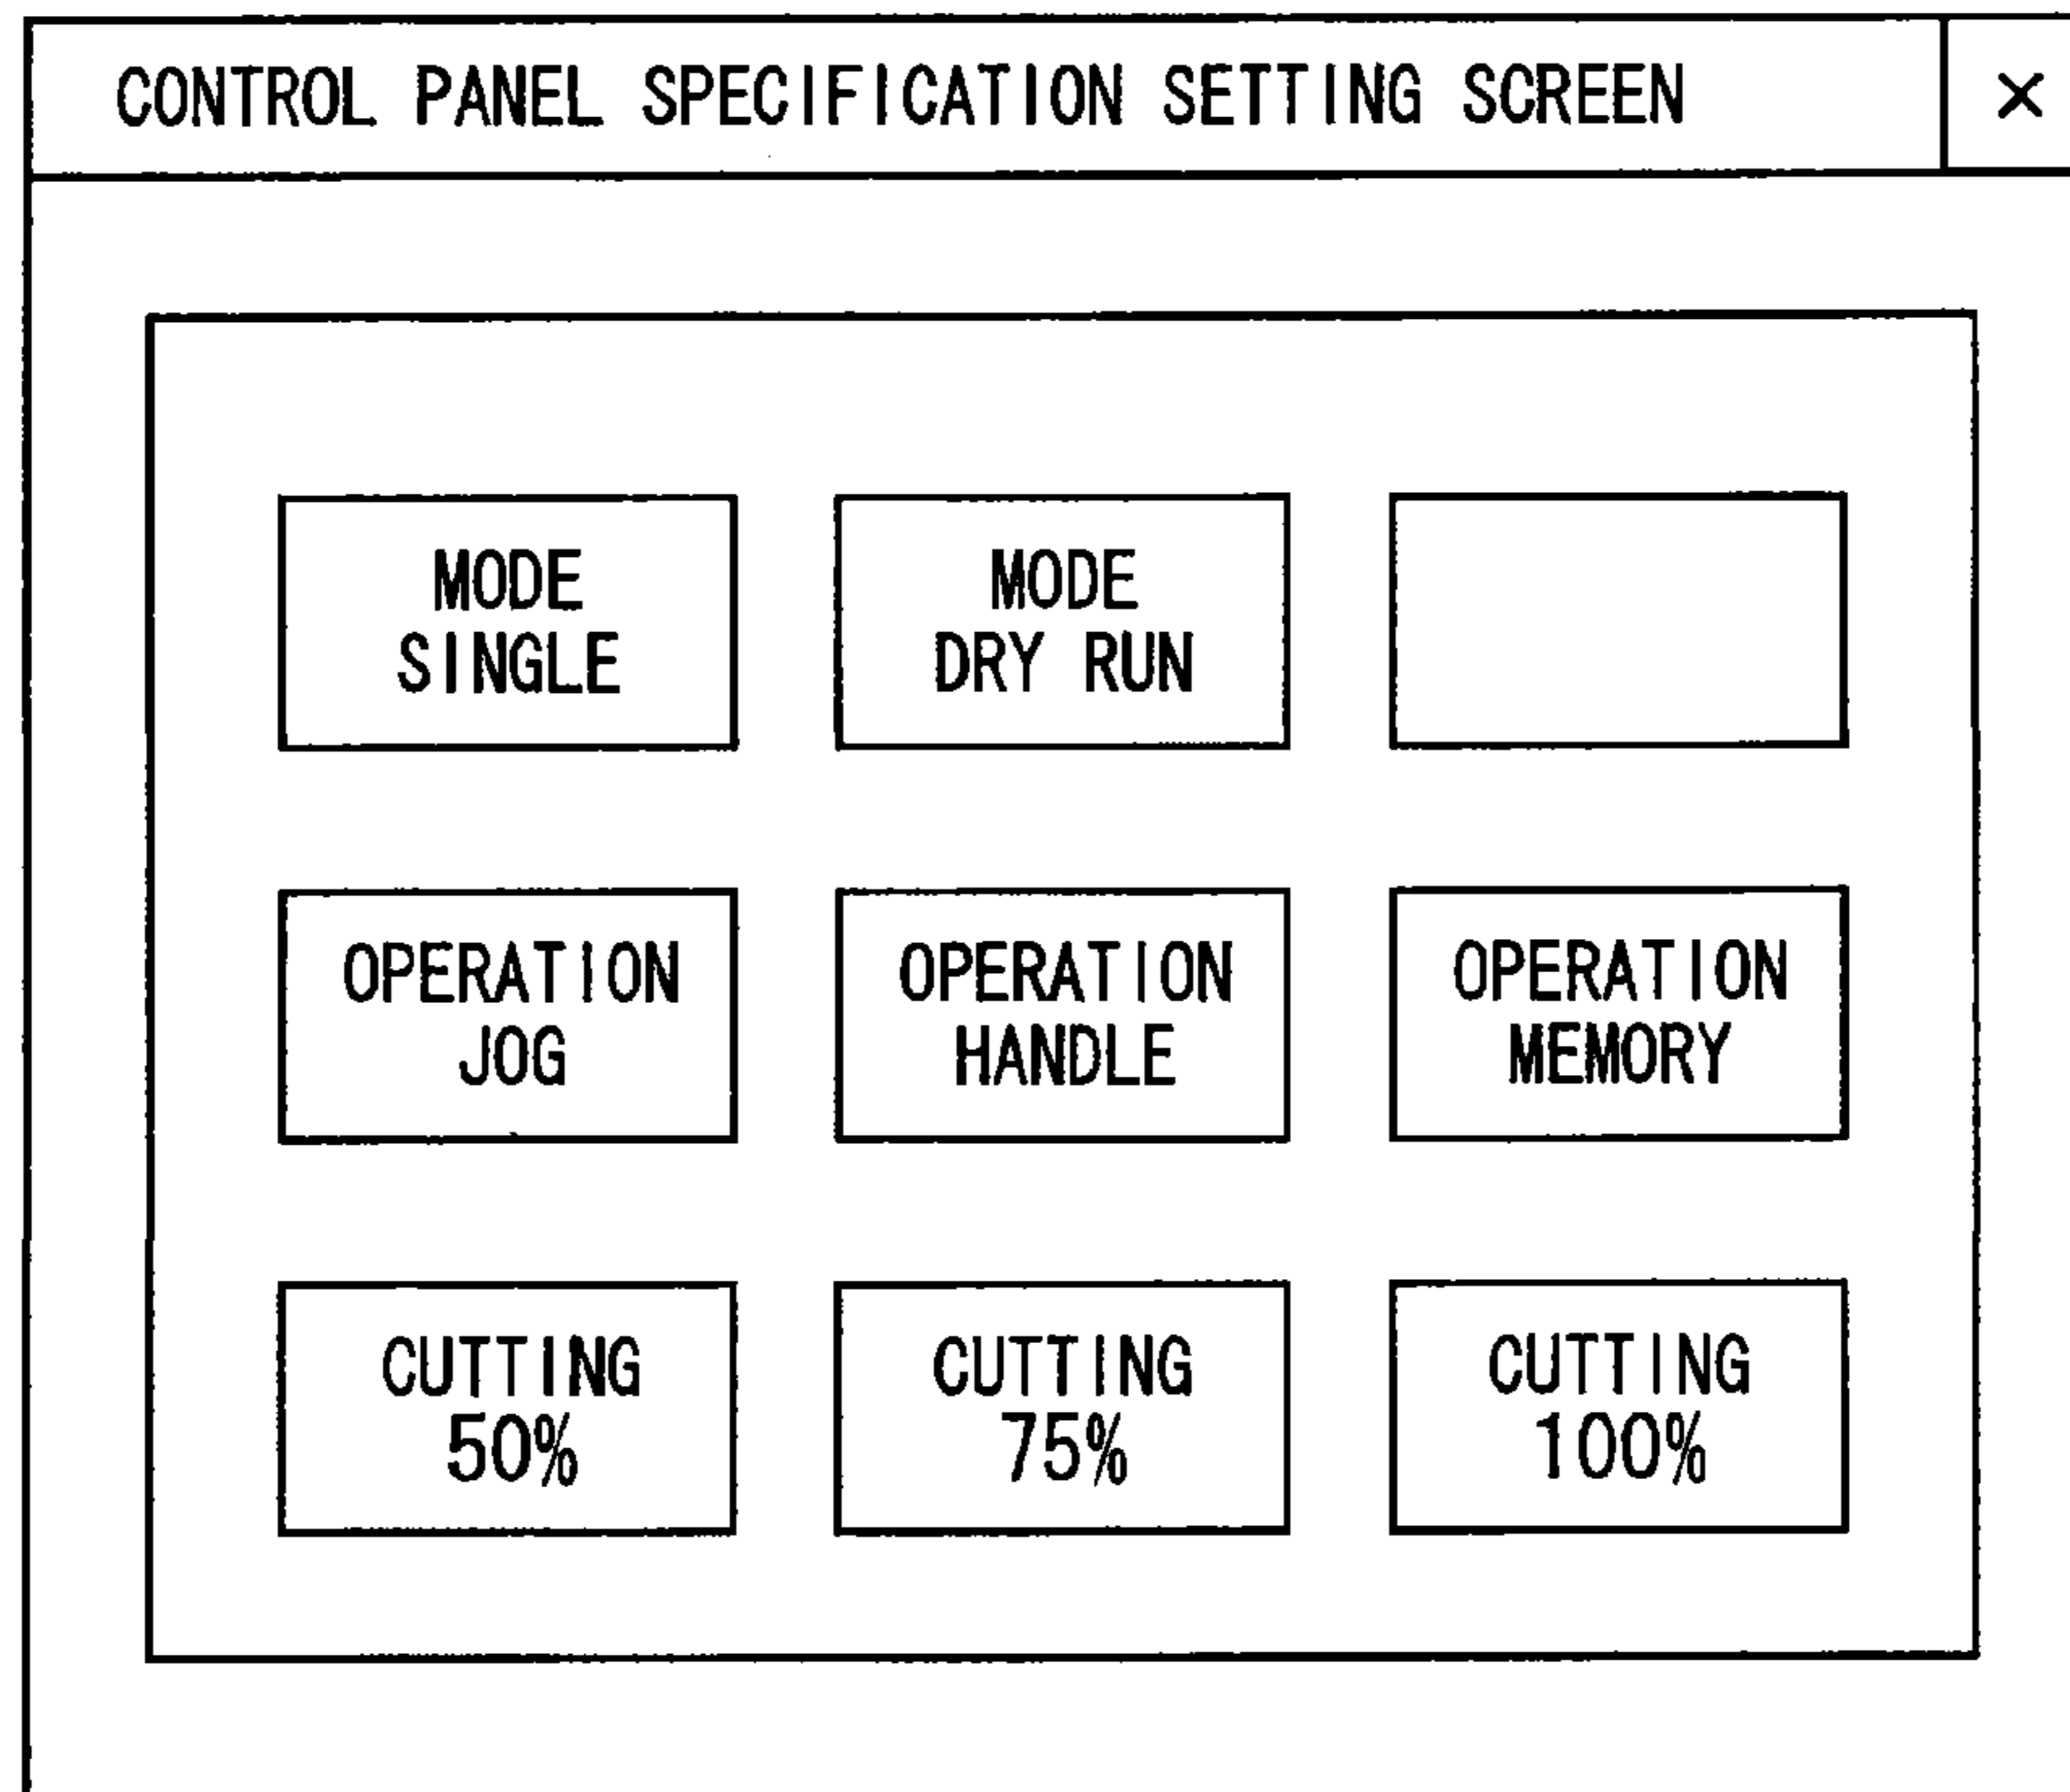 CONTROL PANEL SPECIFICATION SETTING SCREEN ×
MODE
SINGLE
MODE
DRY RUN
OPERATION
JOG
OPERATION
HANDLE
OPERATION
MEMORY
CUTTING
50%
CUTTING
75%
CUTTING
100%